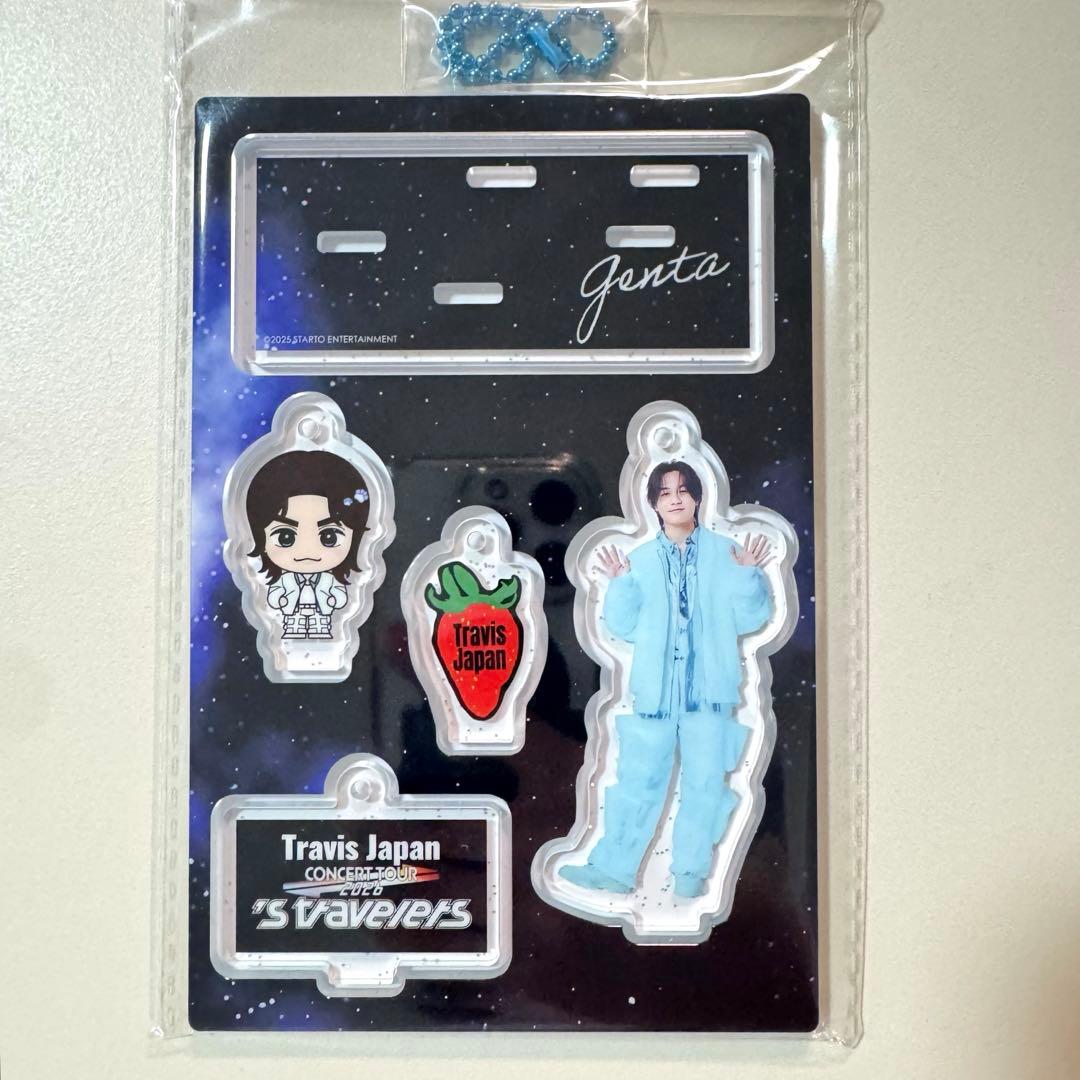 genta
©2025 STARTO ENTERTAINMENT
Travis
Japan
Travis Japan
CONCERT TOUR
2026
's travelers